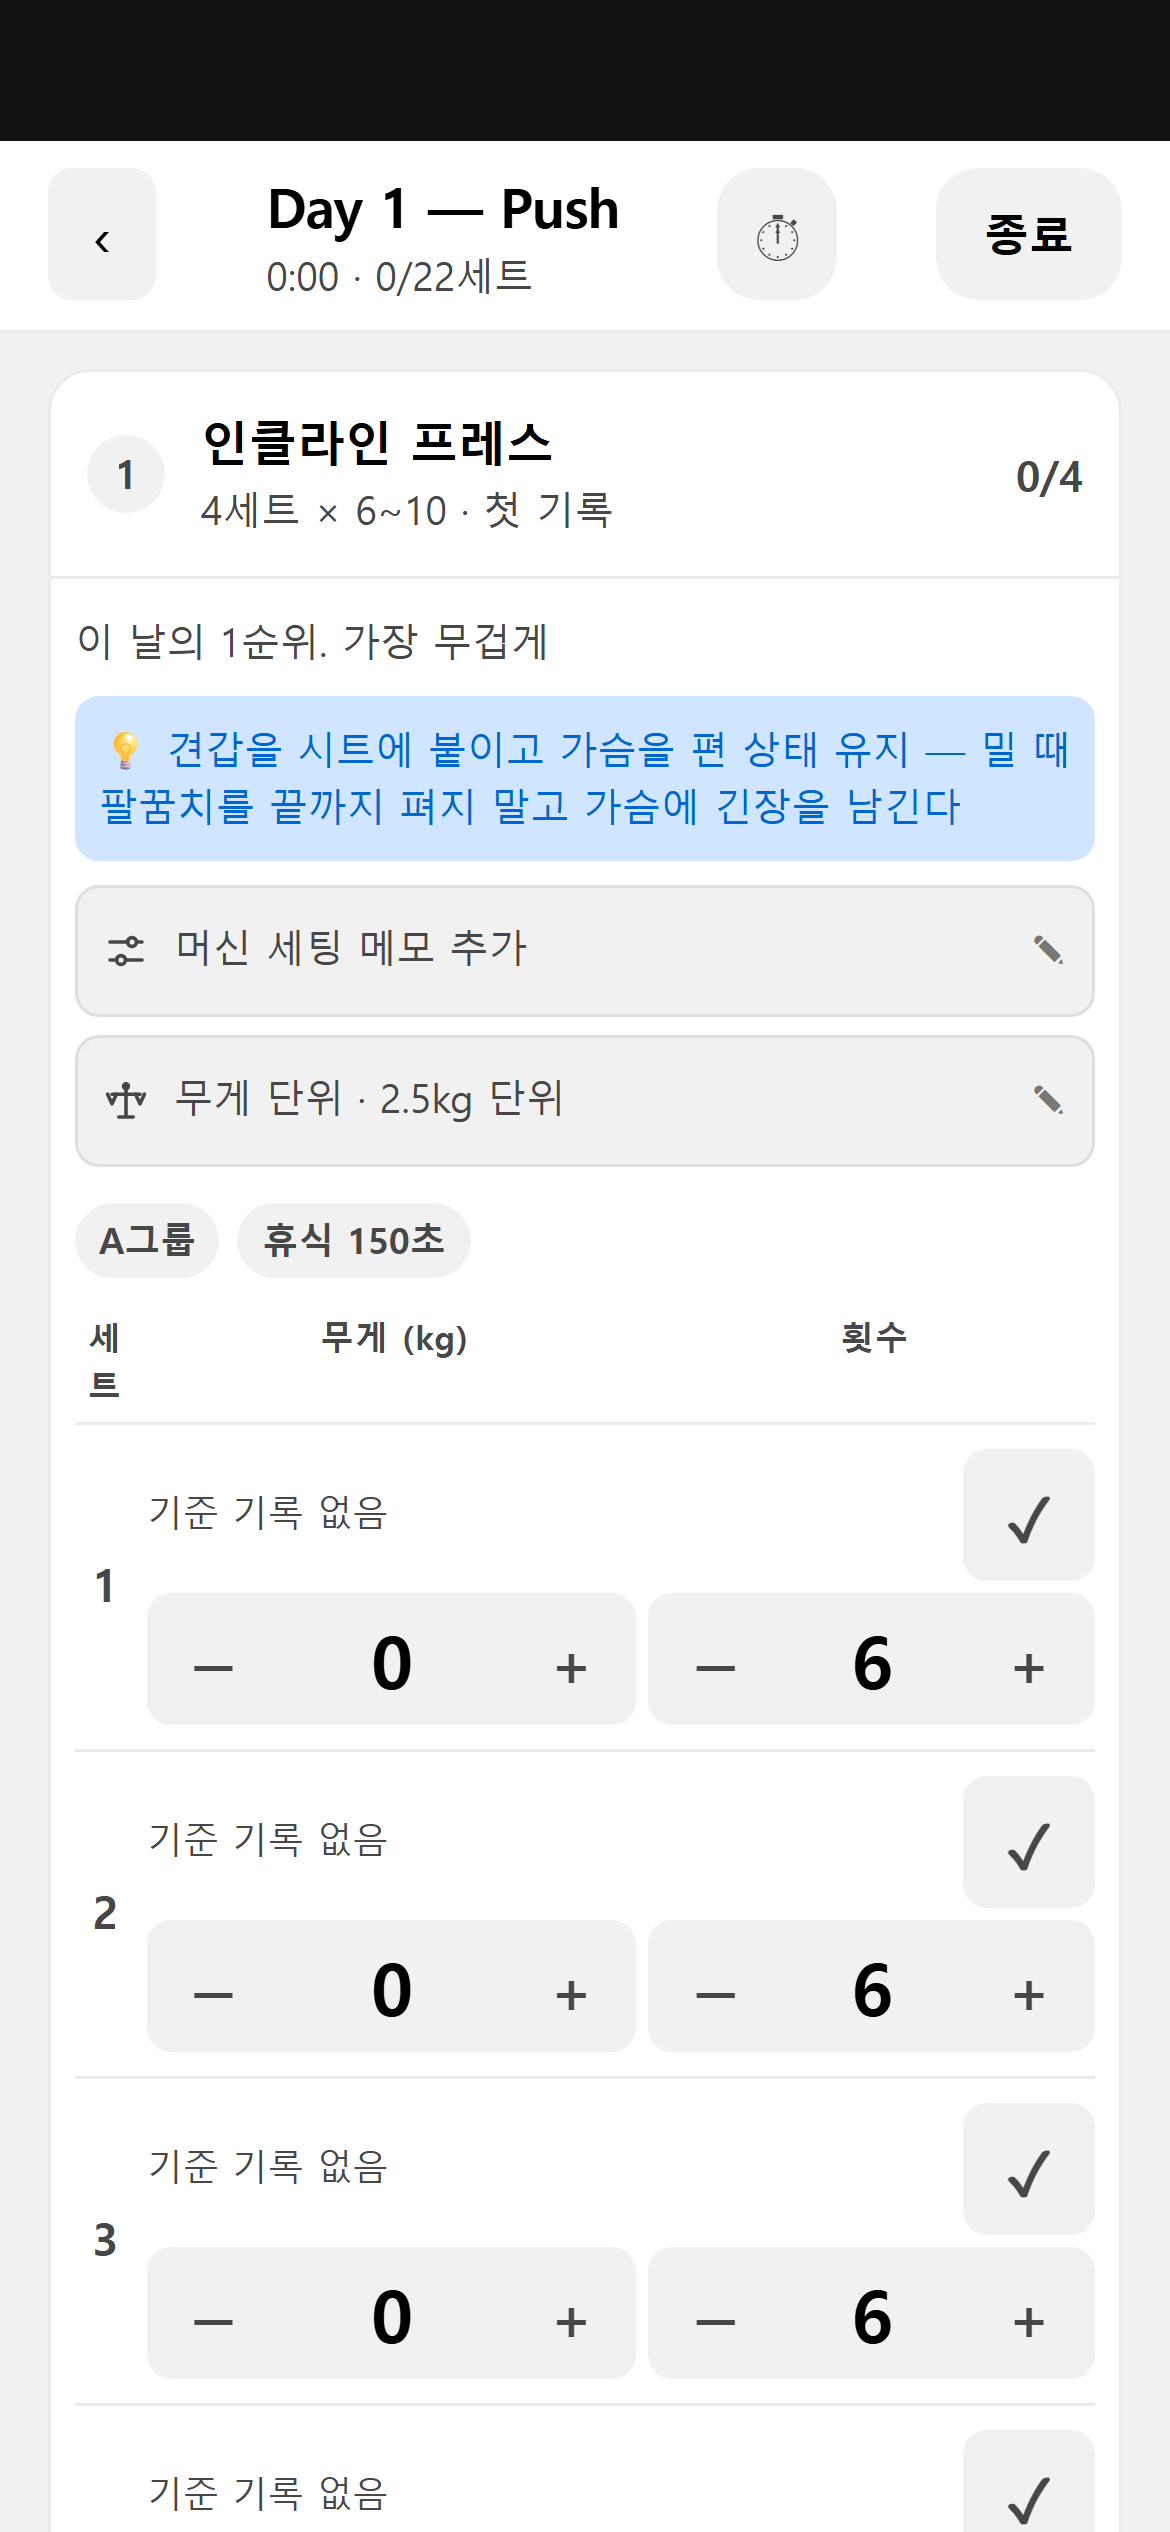 ‹
Day 1 — Push
0:00 · 0/22세트
종료
1
인클라인 프레스
4세트 × 6~10 · 첫 기록
0/4
이 날의 1순위. 가장 무겁게
💡 견갑을 시트에 붙이고 가슴을 편 상태 유지 — 밀 때
팔꿈치를 끝까지 펴지 말고 가슴에 긴장을 남긴다
머신 세팅 메모 추가
무게 단위 · 2.5kg 단위
A그룹
휴식 150초
세
트
무게 (kg)
횟수
기준 기록 없음
✓
1
— 0 +
— 6 +
기준 기록 없음
✓
2
— 0 +
— 6 +
기준 기록 없음
✓
3
— 0 +
— 6 +
기준 기록 없음
✓